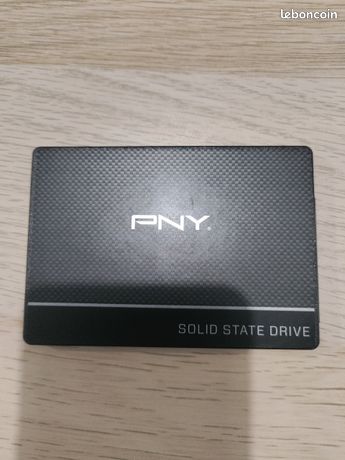 leboncoin
PNY.
SOLID STATE DRIVE